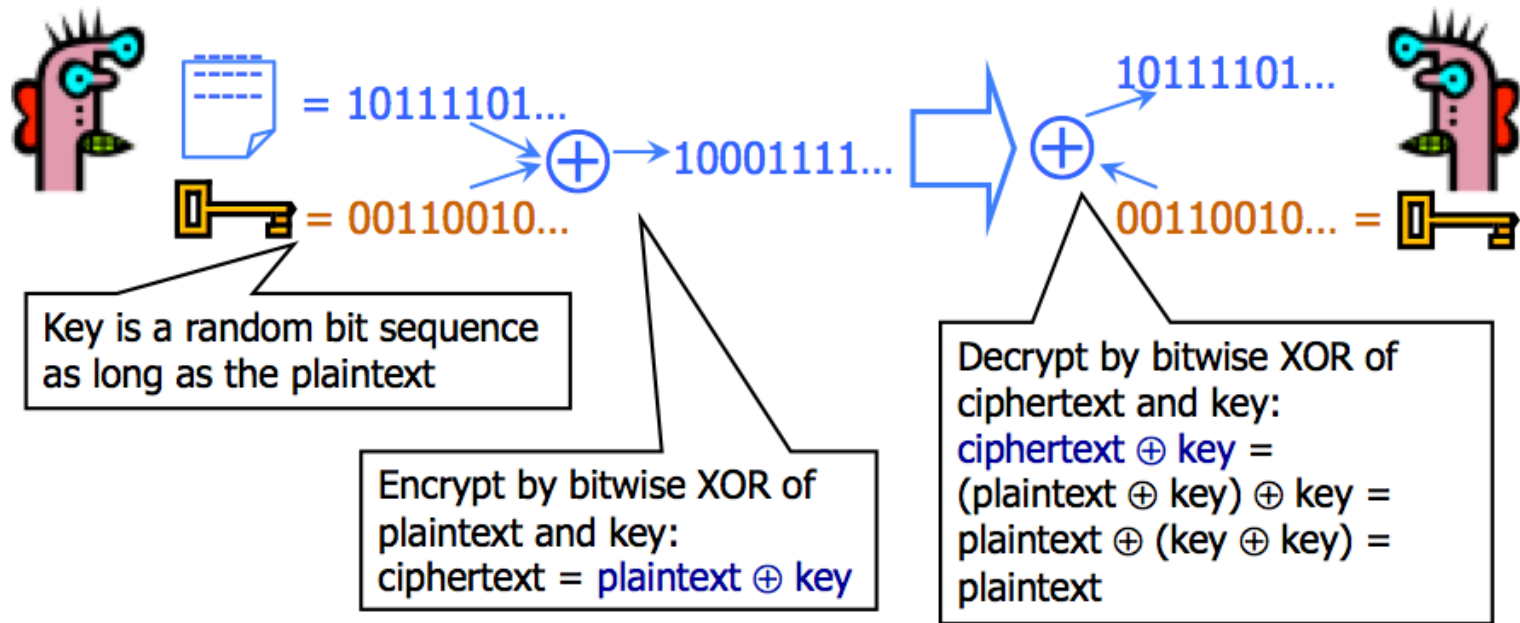 = 10111101...
= 00110010...
10001111...
10111101...
00110010... =
Key is a random bit sequence
as long as the plaintext
Encrypt by bitwise XOR of
plaintext and key:
ciphertext = plaintext ⊕ key
Decrypt by bitwise XOR of
ciphertext and key:
ciphertext ⊕ key =
(plaintext ⊕ key) ⊕ key =
plaintext ⊕ (key ⊕ key) =
plaintext